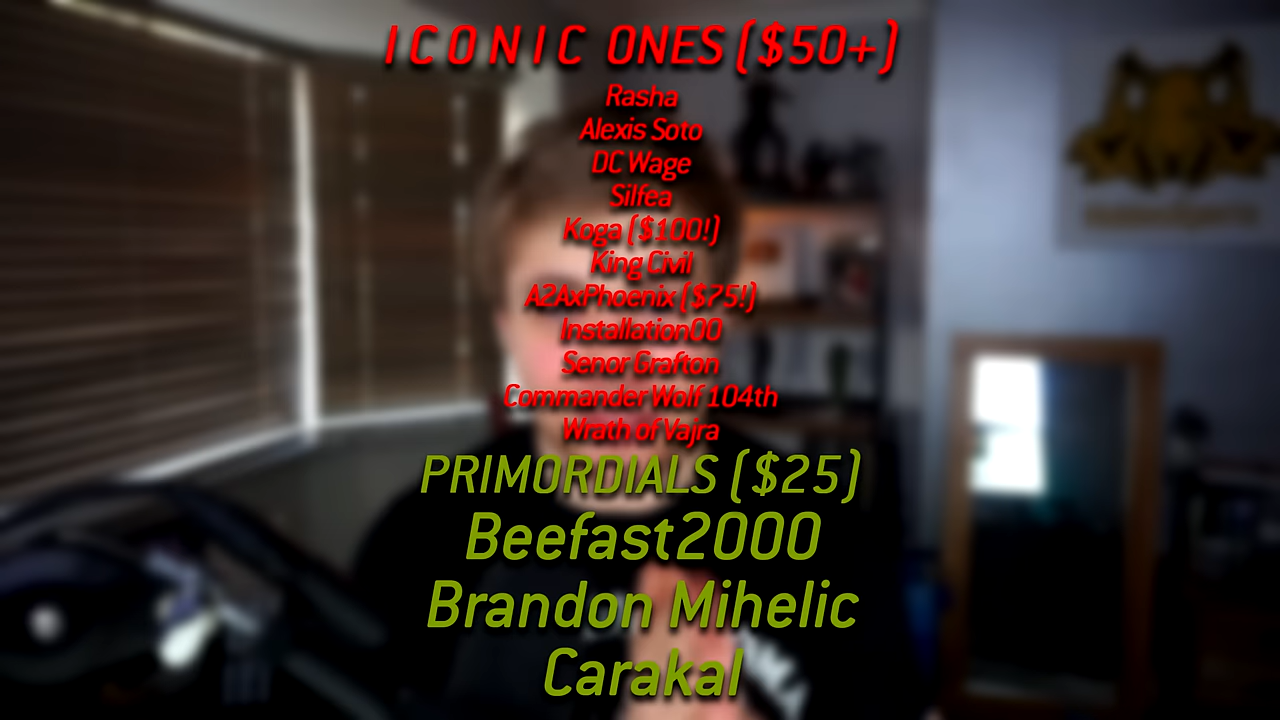 ICONIC ONES ($50+)
Rasha
Alexis Soto
DC Wage
Silfea
Koga ($100!)
King Civil
A2AxPhoenix ($75!)
Installation00
Senor Grafton
Commander Wolf 104th
Wrath of Vajra
PRIMORDIALS ($25)
Beefast2000
Brandon Mihelic
Carakal